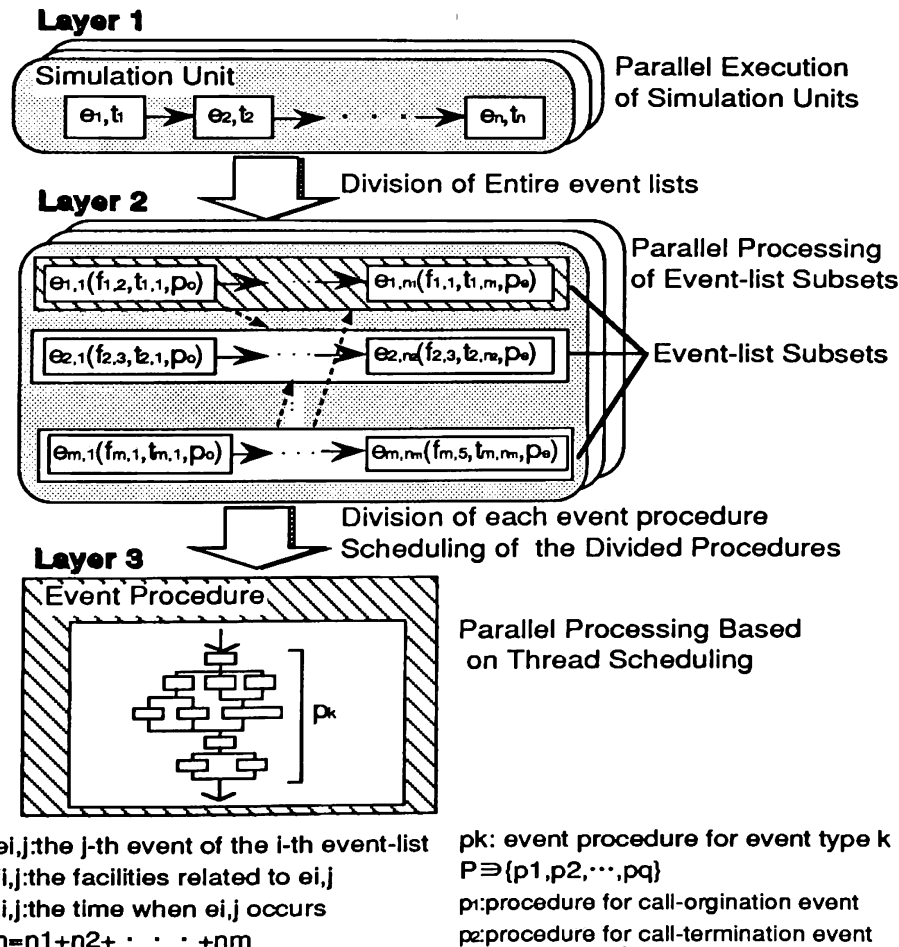 Layer 1
Simulation Unit
e1,t1
e2,t2
· · ·
en,tn
Parallel Execution
of Simulation Units
Division of Entire event lists
Layer 2
Parallel Processing
of Event-list Subsets
e1,1(f1,2,t1,1,po)
· · ·
e1,n1(f1,1,t1,n1,pe)
e2,1(f2,3,t2,1,po)
· · ·
e2,n2(f2,3,t2,n2,pe)
Event-list Subsets
em,1(fm,1,tm,1,po)
· · ·
em,nm(fm,5,tm,nm,pe)
Division of each event procedure
Scheduling of the Divided Procedures
Layer 3
Event Procedure
pk
Parallel Processing Based
on Thread Scheduling
ei,j:the j-th event of the i-th event-list
i,j:the facilities related to ei,j
i,j:the time when ei,j occurs
n=n1+n2+ · · · +nm
pk: event procedure for event type k
P∋{p1,p2,···,pq}
p1:procedure for call-orgination event
p2:procedure for call-termination event